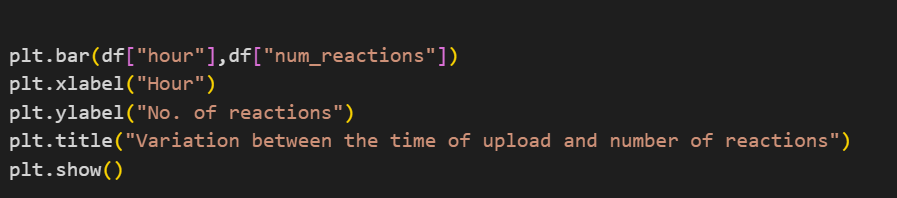 plt.bar(df["hour"],df["num_reactions"])
plt.xlabel("Hour")
plt.ylabel("No. of reactions")
plt.title("Variation between the time of upload and number of reactions")
plt.show()